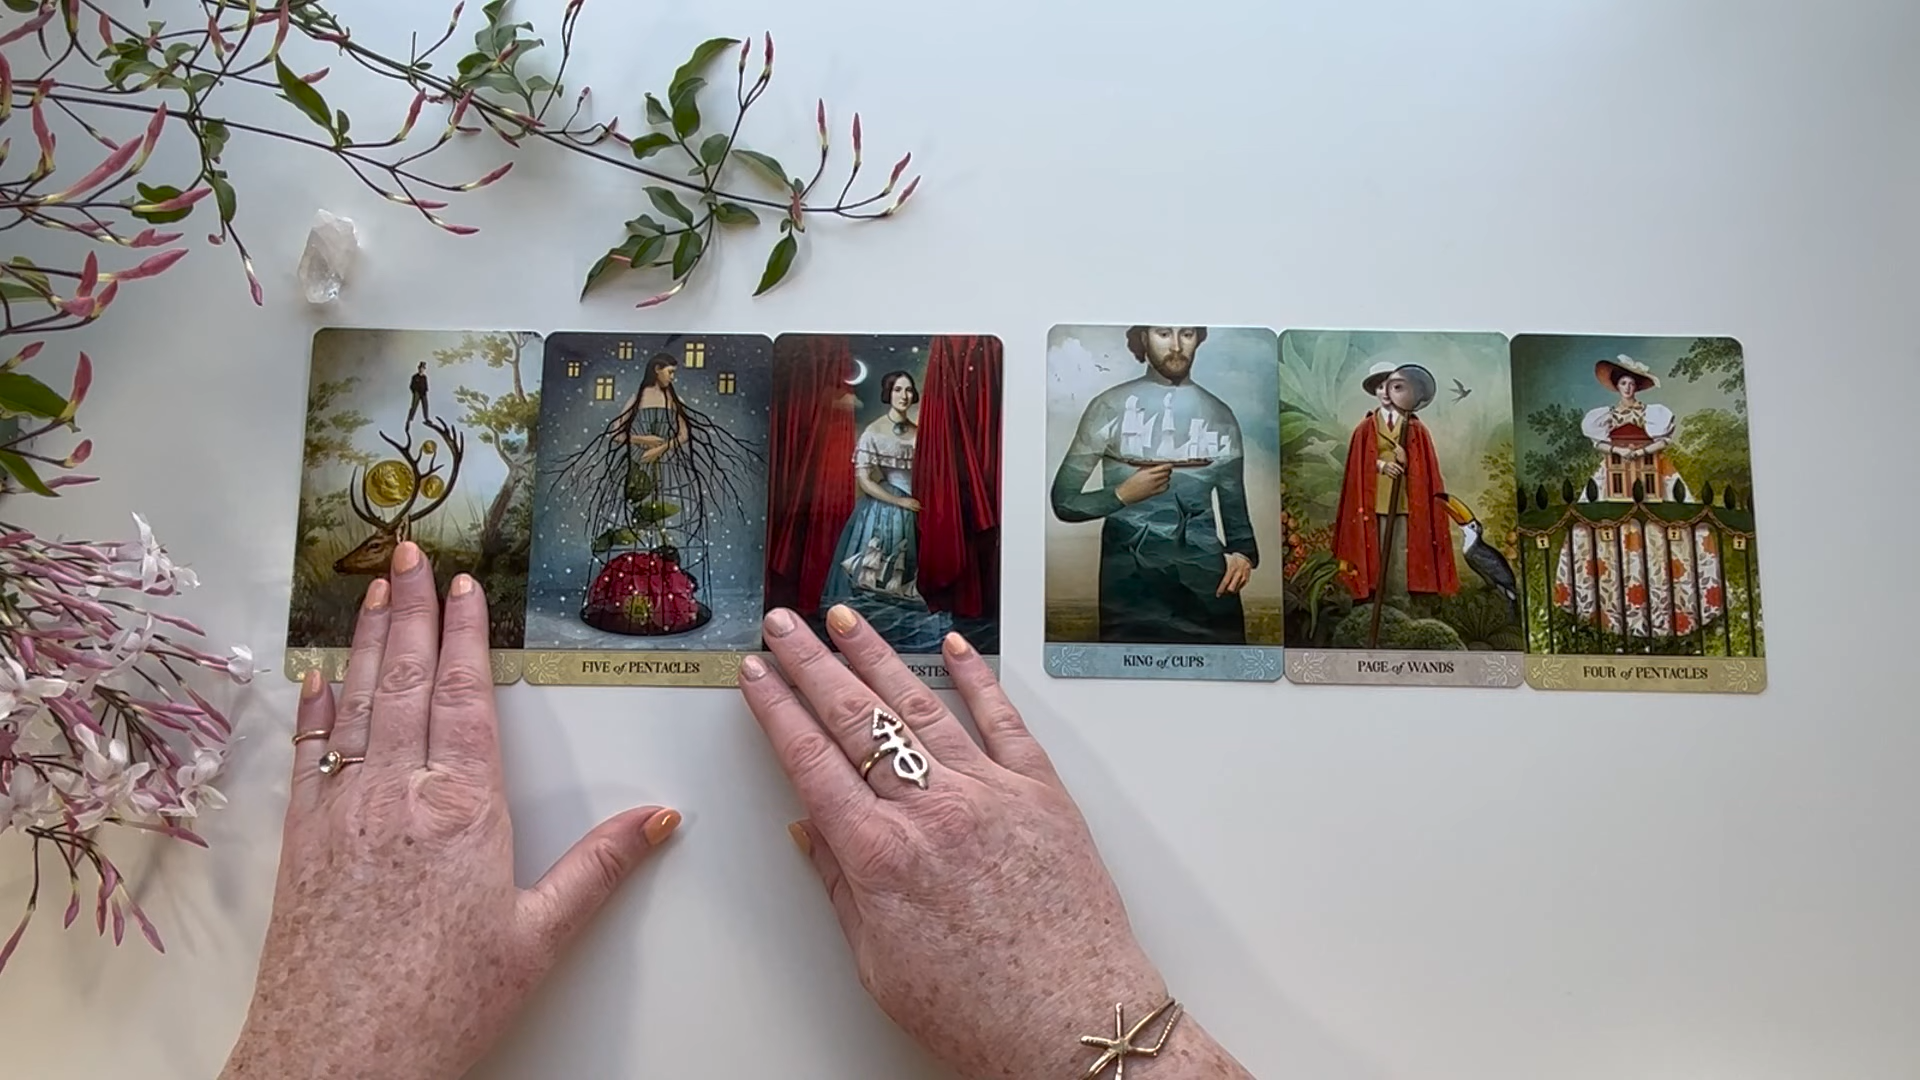 FIVE of PENTACLES
KING of CUPS
PAGE of WANDS
FOUR of PENTACLES